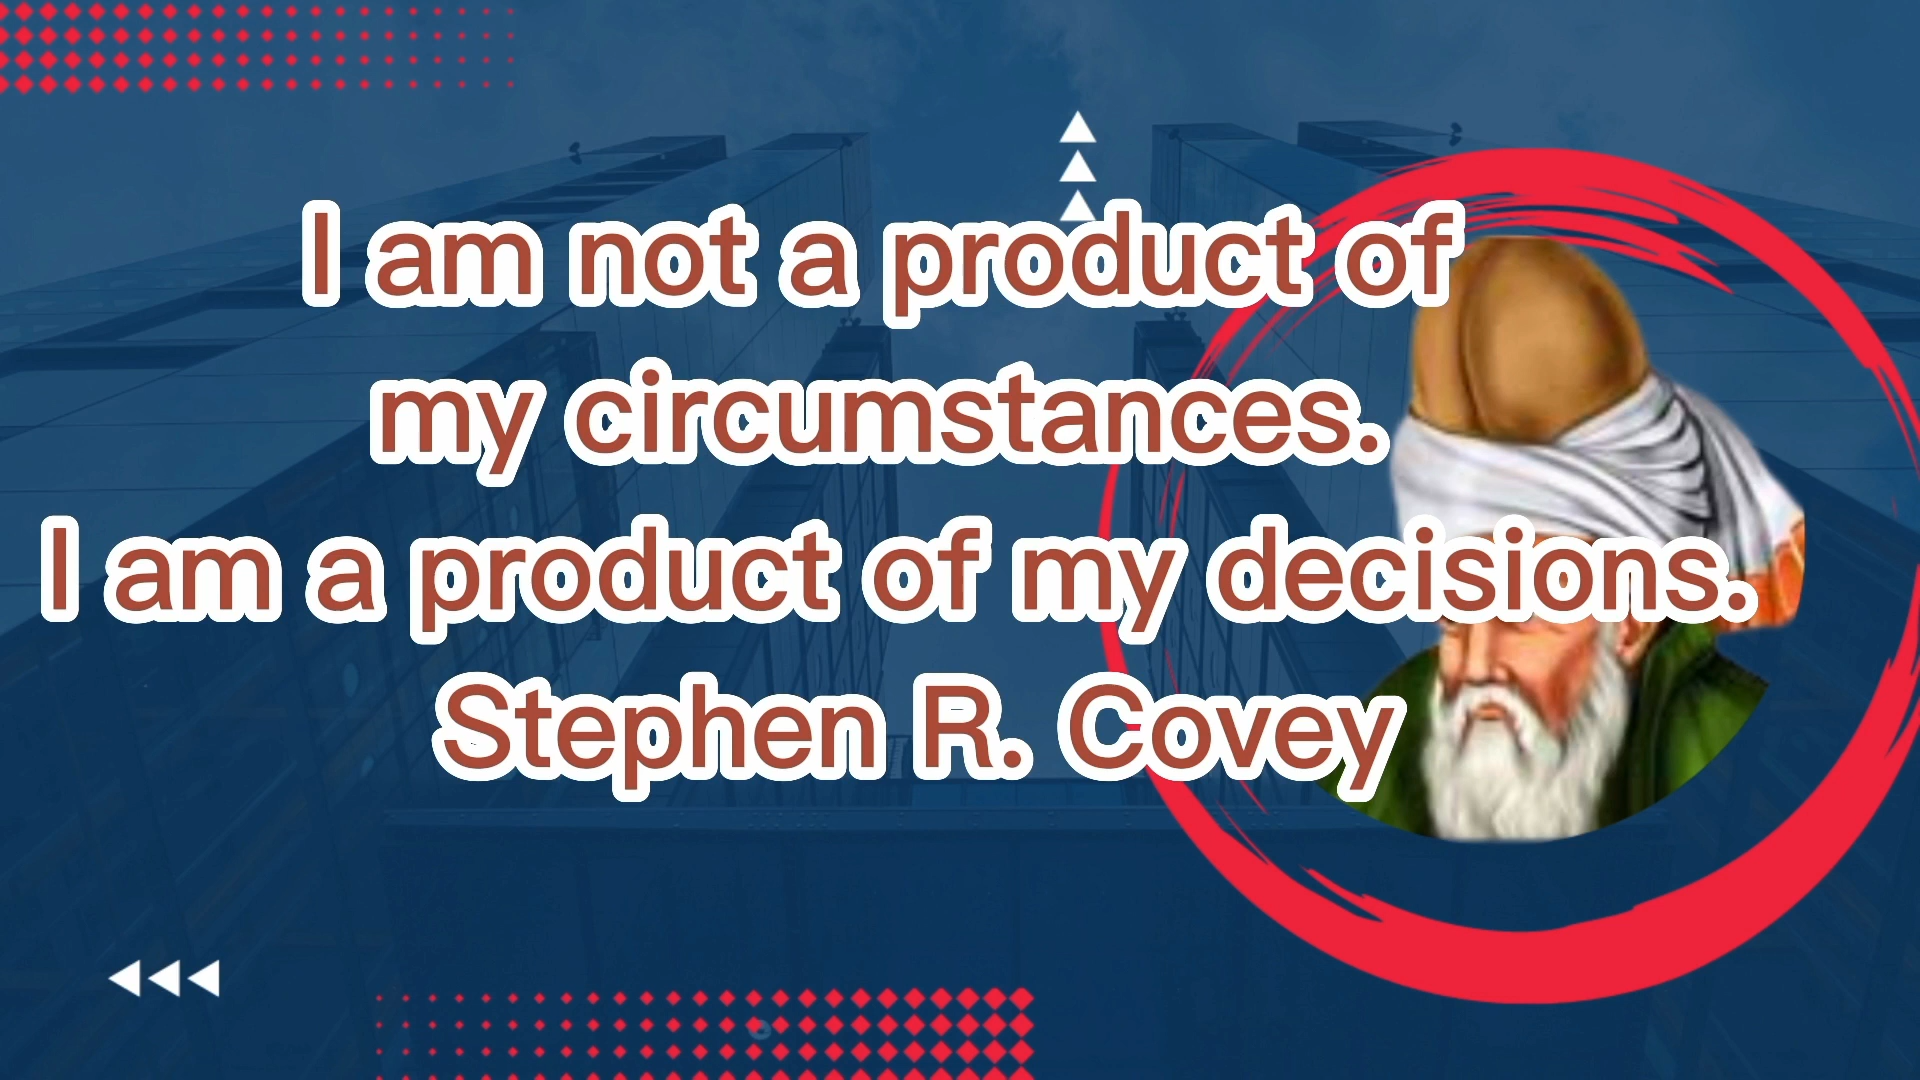 I am not a product of
my circumstances.
I am a product of my decisions.
Stephen R. Covey